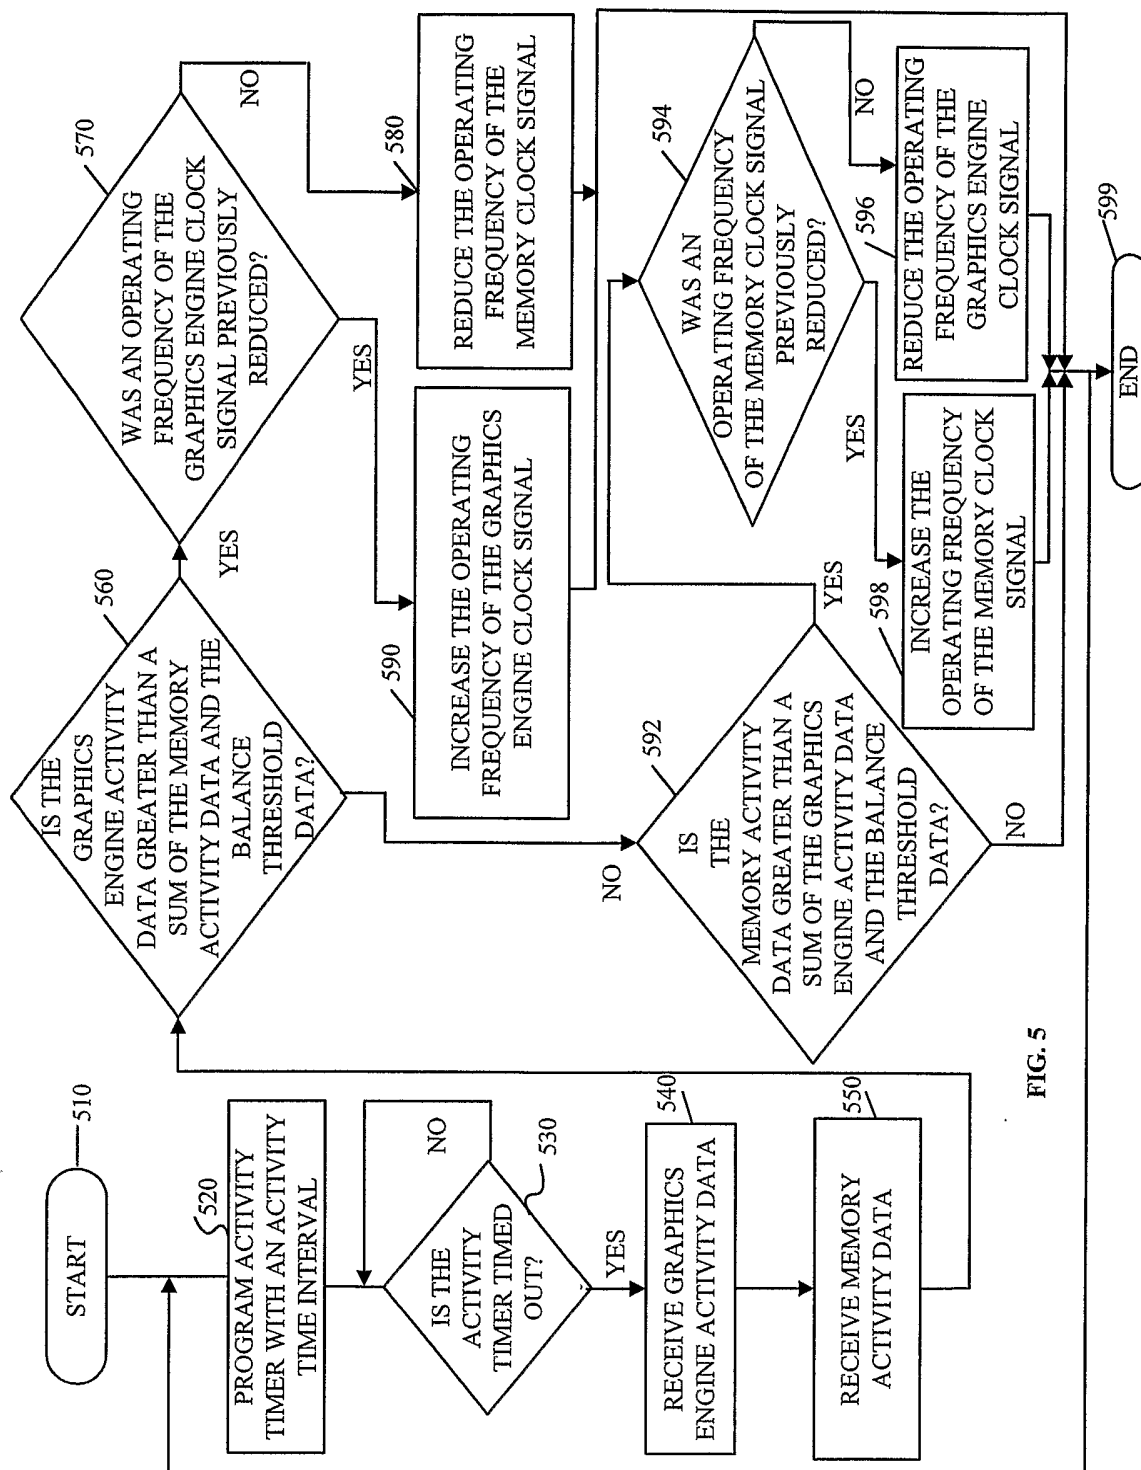 START
510
520
PROGRAM ACTIVITY
TIMER WITH AN ACTIVITY
TIME INTERVAL
NO
IS THE
ACTIVITY
TIMER TIMED
OUT?
530
YES
540
RECEIVE GRAPHICS
ENGINE ACTIVITY DATA
550
RECEIVE MEMORY
ACTIVITY DATA
560
IS THE
GRAPHICS
ENGINE ACTIVITY
DATA GREATER THAN A
SUM OF THE MEMORY
ACTIVITY DATA AND THE
BALANCE
THRESHOLD
DATA?
YES
NO
570
WAS AN OPERATING
FREQUENCY OF THE
GRAPHICS ENGINE CLOCK
SIGNAL PREVIOUSLY
REDUCED?
NO
YES
580
REDUCE THE OPERATING
FREQUENCY OF THE
MEMORY CLOCK SIGNAL
590
INCREASE THE OPERATING
FREQUENCY OF THE GRAPHICS
ENGINE CLOCK SIGNAL
592
IS
THE
MEMORY ACTIVITY
DATA GREATER THAN A
SUM OF THE GRAPHICS
ENGINE ACTIVITY DATA
AND THE BALANCE
THRESHOLD
DATA?
YES
NO
594
WAS AN
OPERATING FREQUENCY
OF THE MEMORY CLOCK SIGNAL
PREVIOUSLY
REDUCED?
NO
YES
596
REDUCE THE OPERATING
FREQUENCY OF THE
GRAPHICS ENGINE
CLOCK SIGNAL
598
INCREASE THE
OPERATING FREQUENCY
OF THE MEMORY CLOCK
SIGNAL
599
END
FIG. 5